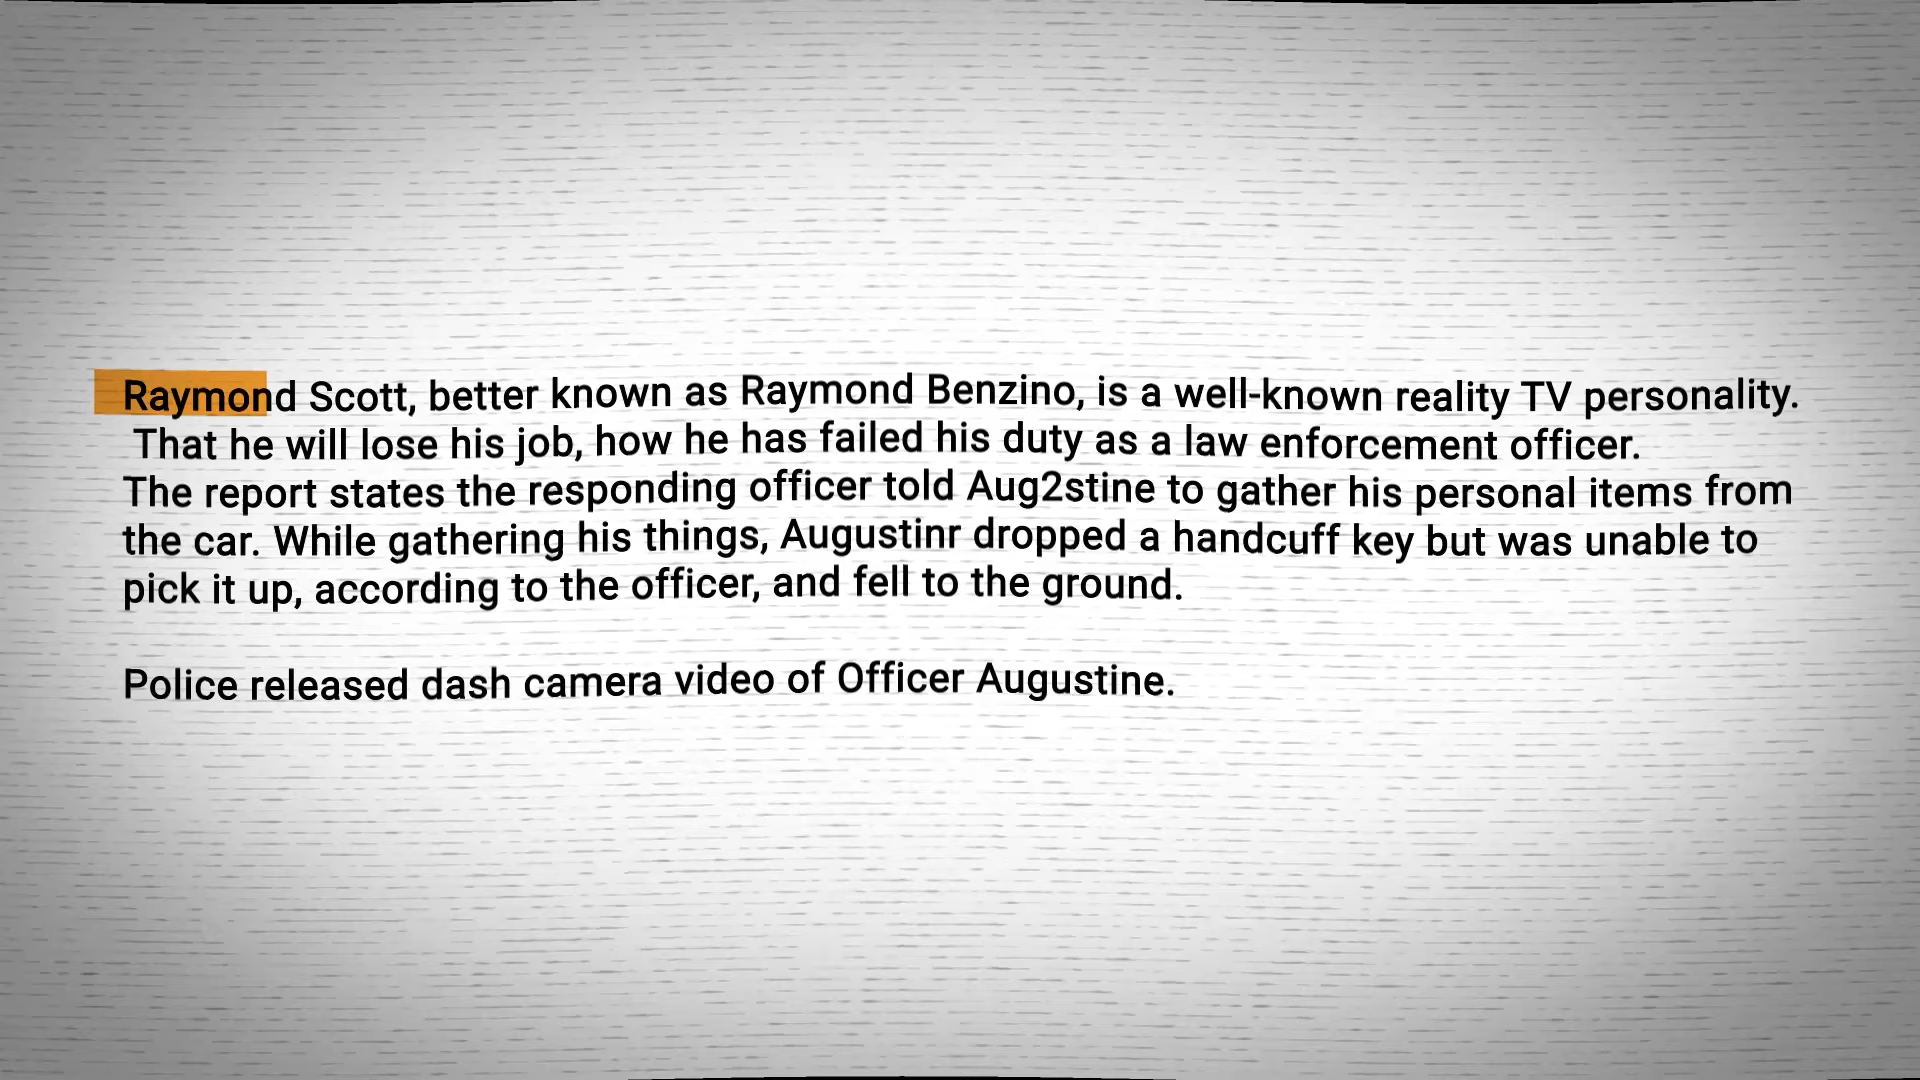 Raymond Scott, better known as Raymond Benzino, is a well-known reality TV personality.
That he will lose his job, how he has failed his duty as a law enforcement officer.
The report states the responding officer told Aug2stine to gather his personal items from
the car. While gathering his things, Augustinr dropped a handcuff key but was unable to
pick it up, according to the officer, and fell to the ground.
Police released dash camera video of Officer Augustine.